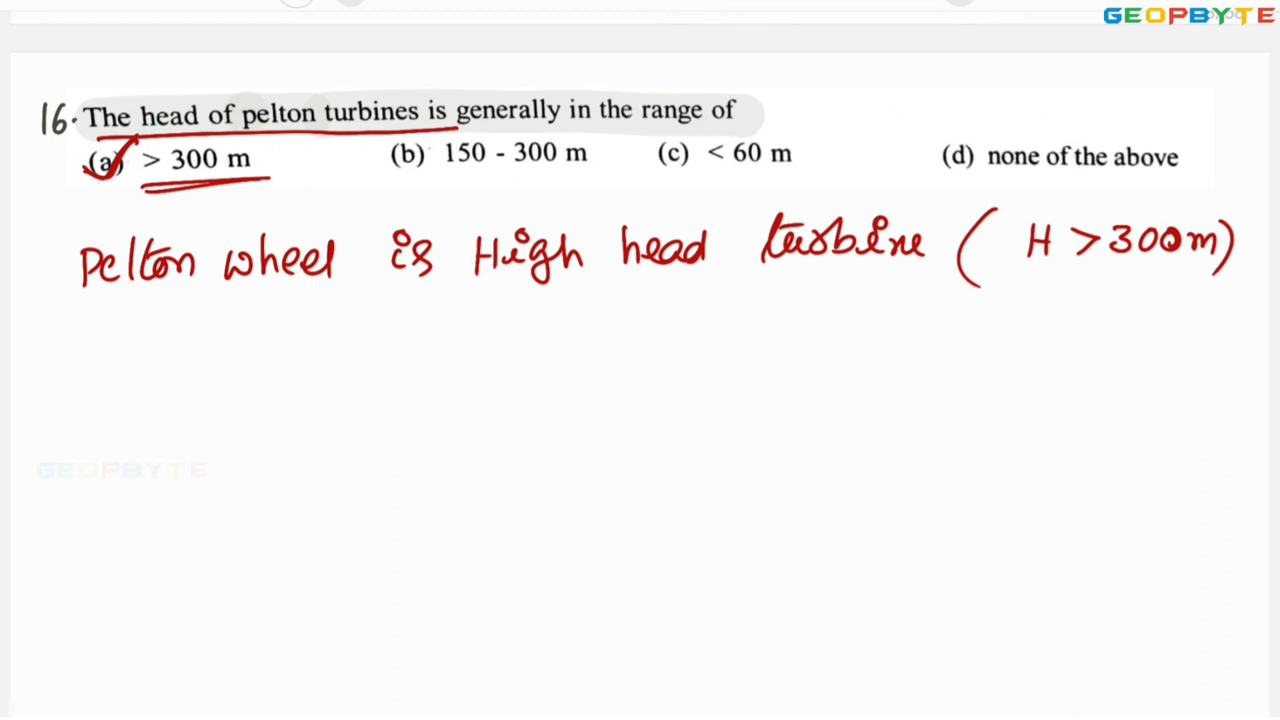 GEOPBYTE
16. The head of pelton turbines is generally in the range of
(a) > 300 m (b) 150 - 300 m (c) < 60 m (d) none of the above
Pelton wheel is High head turbine ( H > 300m)
GEOPBYTE